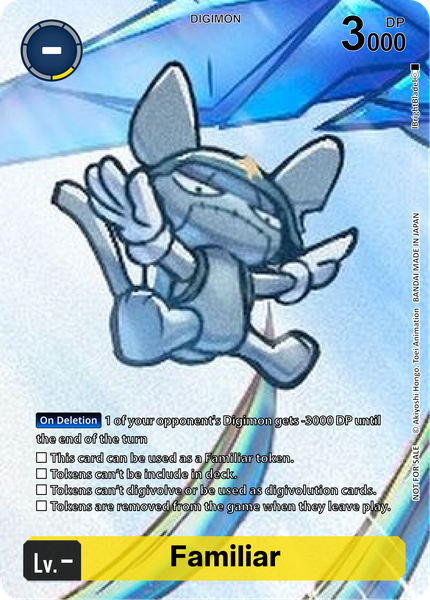 DIGIMON
-
DP
3000
(BrightBlade10)
On Deletion 1 of your opponent's Digimon gets -3000 DP until
the end of the turn
☐ This card can be used as a Familiar token.
☐ Tokens can't be include in deck.
☐ Tokens can't digivolve or be used as digivolution cards.
☐ Tokens are removed from the game when they leave play.
NOT FOR SALE © Akiyoshi Hongo, Toei Animation BANDAI MADE IN JAPAN
Lv.-
Familiar